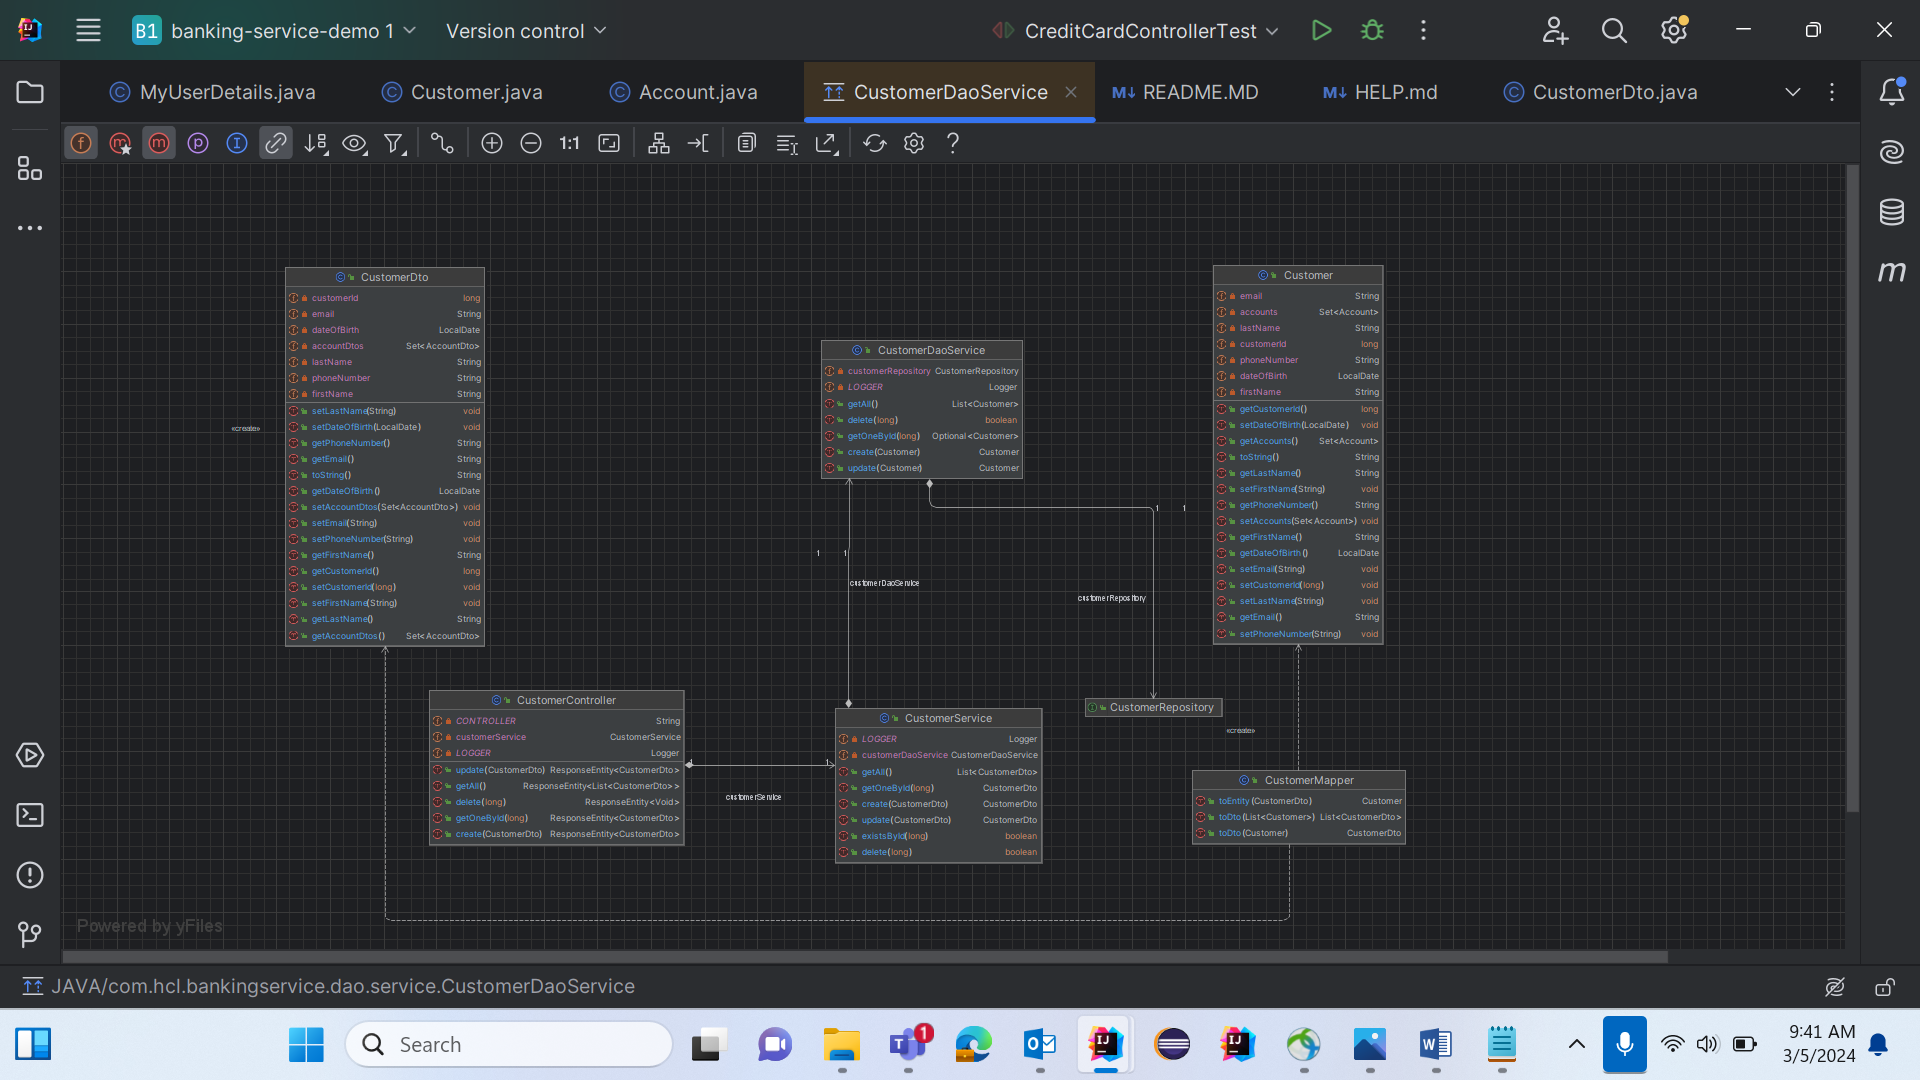 B1 banking-service-demo 1 Version control CreditCardControllerTest
MyUserDetails.java Customer.java Account.java CustomerDaoService README.MD HELP.md CustomerDto.java
1:1
CustomerDto
customerId long
email String
dateOfBirth LocalDate
accountDtos Set<AccountDto>
lastName String
phoneNumber String
firstName String
setLastName(String) void
setDateOfBirth(LocalDate) void
getPhoneNumber() String
getEmail() String
toString() String
getDateOfBirth() LocalDate
setAccountDtos(Set<AccountDto>) void
setEmail(String) void
setPhoneNumber(String) void
getFirstName() String
getCustomerId() long
setCustomerId(long) void
setFirstName(String) void
getLastName() String
getAccountDtos() Set<AccountDto>
«create»
CustomerDaoService
customerRepository CustomerRepository
LOGGER Logger
getAll() List<Customer>
delete(long) boolean
getOneById(long) Optional<Customer>
create(Customer) Customer
update(Customer) Customer
Customer
email String
accounts Set<Account>
lastName String
customerId long
phoneNumber String
dateOfBirth LocalDate
firstName String
getCustomerId() long
setDateOfBirth(LocalDate) void
getAccounts() Set<Account>
toString() String
getLastName() String
setFirstName(String) void
getPhoneNumber() String
setAccounts(Set<Account>) void
getFirstName() String
getDateOfBirth() LocalDate
setEmail(String) void
setCustomerId(long) void
setLastName(String) void
getEmail() String
setPhoneNumber(String) void
1 1
1 1
customerDaoService
customerRepository
CustomerController
CONTROLLER String
customerService CustomerService
LOGGER Logger
update(CustomerDto) ResponseEntity<CustomerDto>
getAll() ResponseEntity<List<CustomerDto>>
delete(long) ResponseEntity<Void>
getOneById(long) ResponseEntity<CustomerDto>
create(CustomerDto) ResponseEntity<CustomerDto>
1 1
customerService
CustomerService
LOGGER Logger
customerDaoService CustomerDaoService
getAll() List<CustomerDto>
getOneById(long) CustomerDto
create(CustomerDto) CustomerDto
update(CustomerDto) CustomerDto
existsById(long) boolean
delete(long) boolean
CustomerRepository
«create»
CustomerMapper
toEntity(CustomerDto) Customer
toDto(List<Customer>) List<CustomerDto>
toDto(Customer) CustomerDto
Powered by yFiles
JAVA/com.hcl.bankingservice.dao.service.CustomerDaoService
Search
1
9:41 AM
3/5/2024